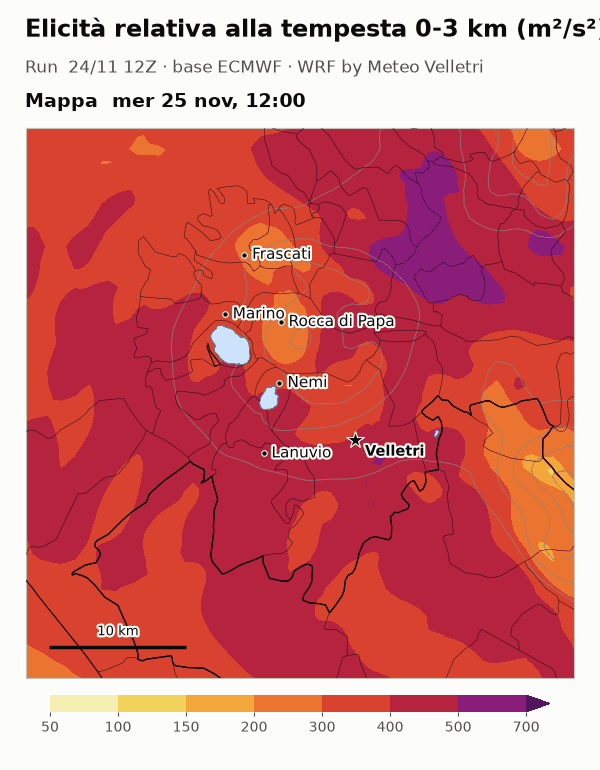 Elicità relativa alla tempesta 0-3 km (m²/s²)
Run 24/11 12Z · base ECMWF · WRF by Meteo Velletri
Mappa mer 25 nov, 12:00
Frascati
Marino
Rocca di Papa
Nemi
Velletri
Lanuvio
10 km
50 100 150 200 300 400 500 700